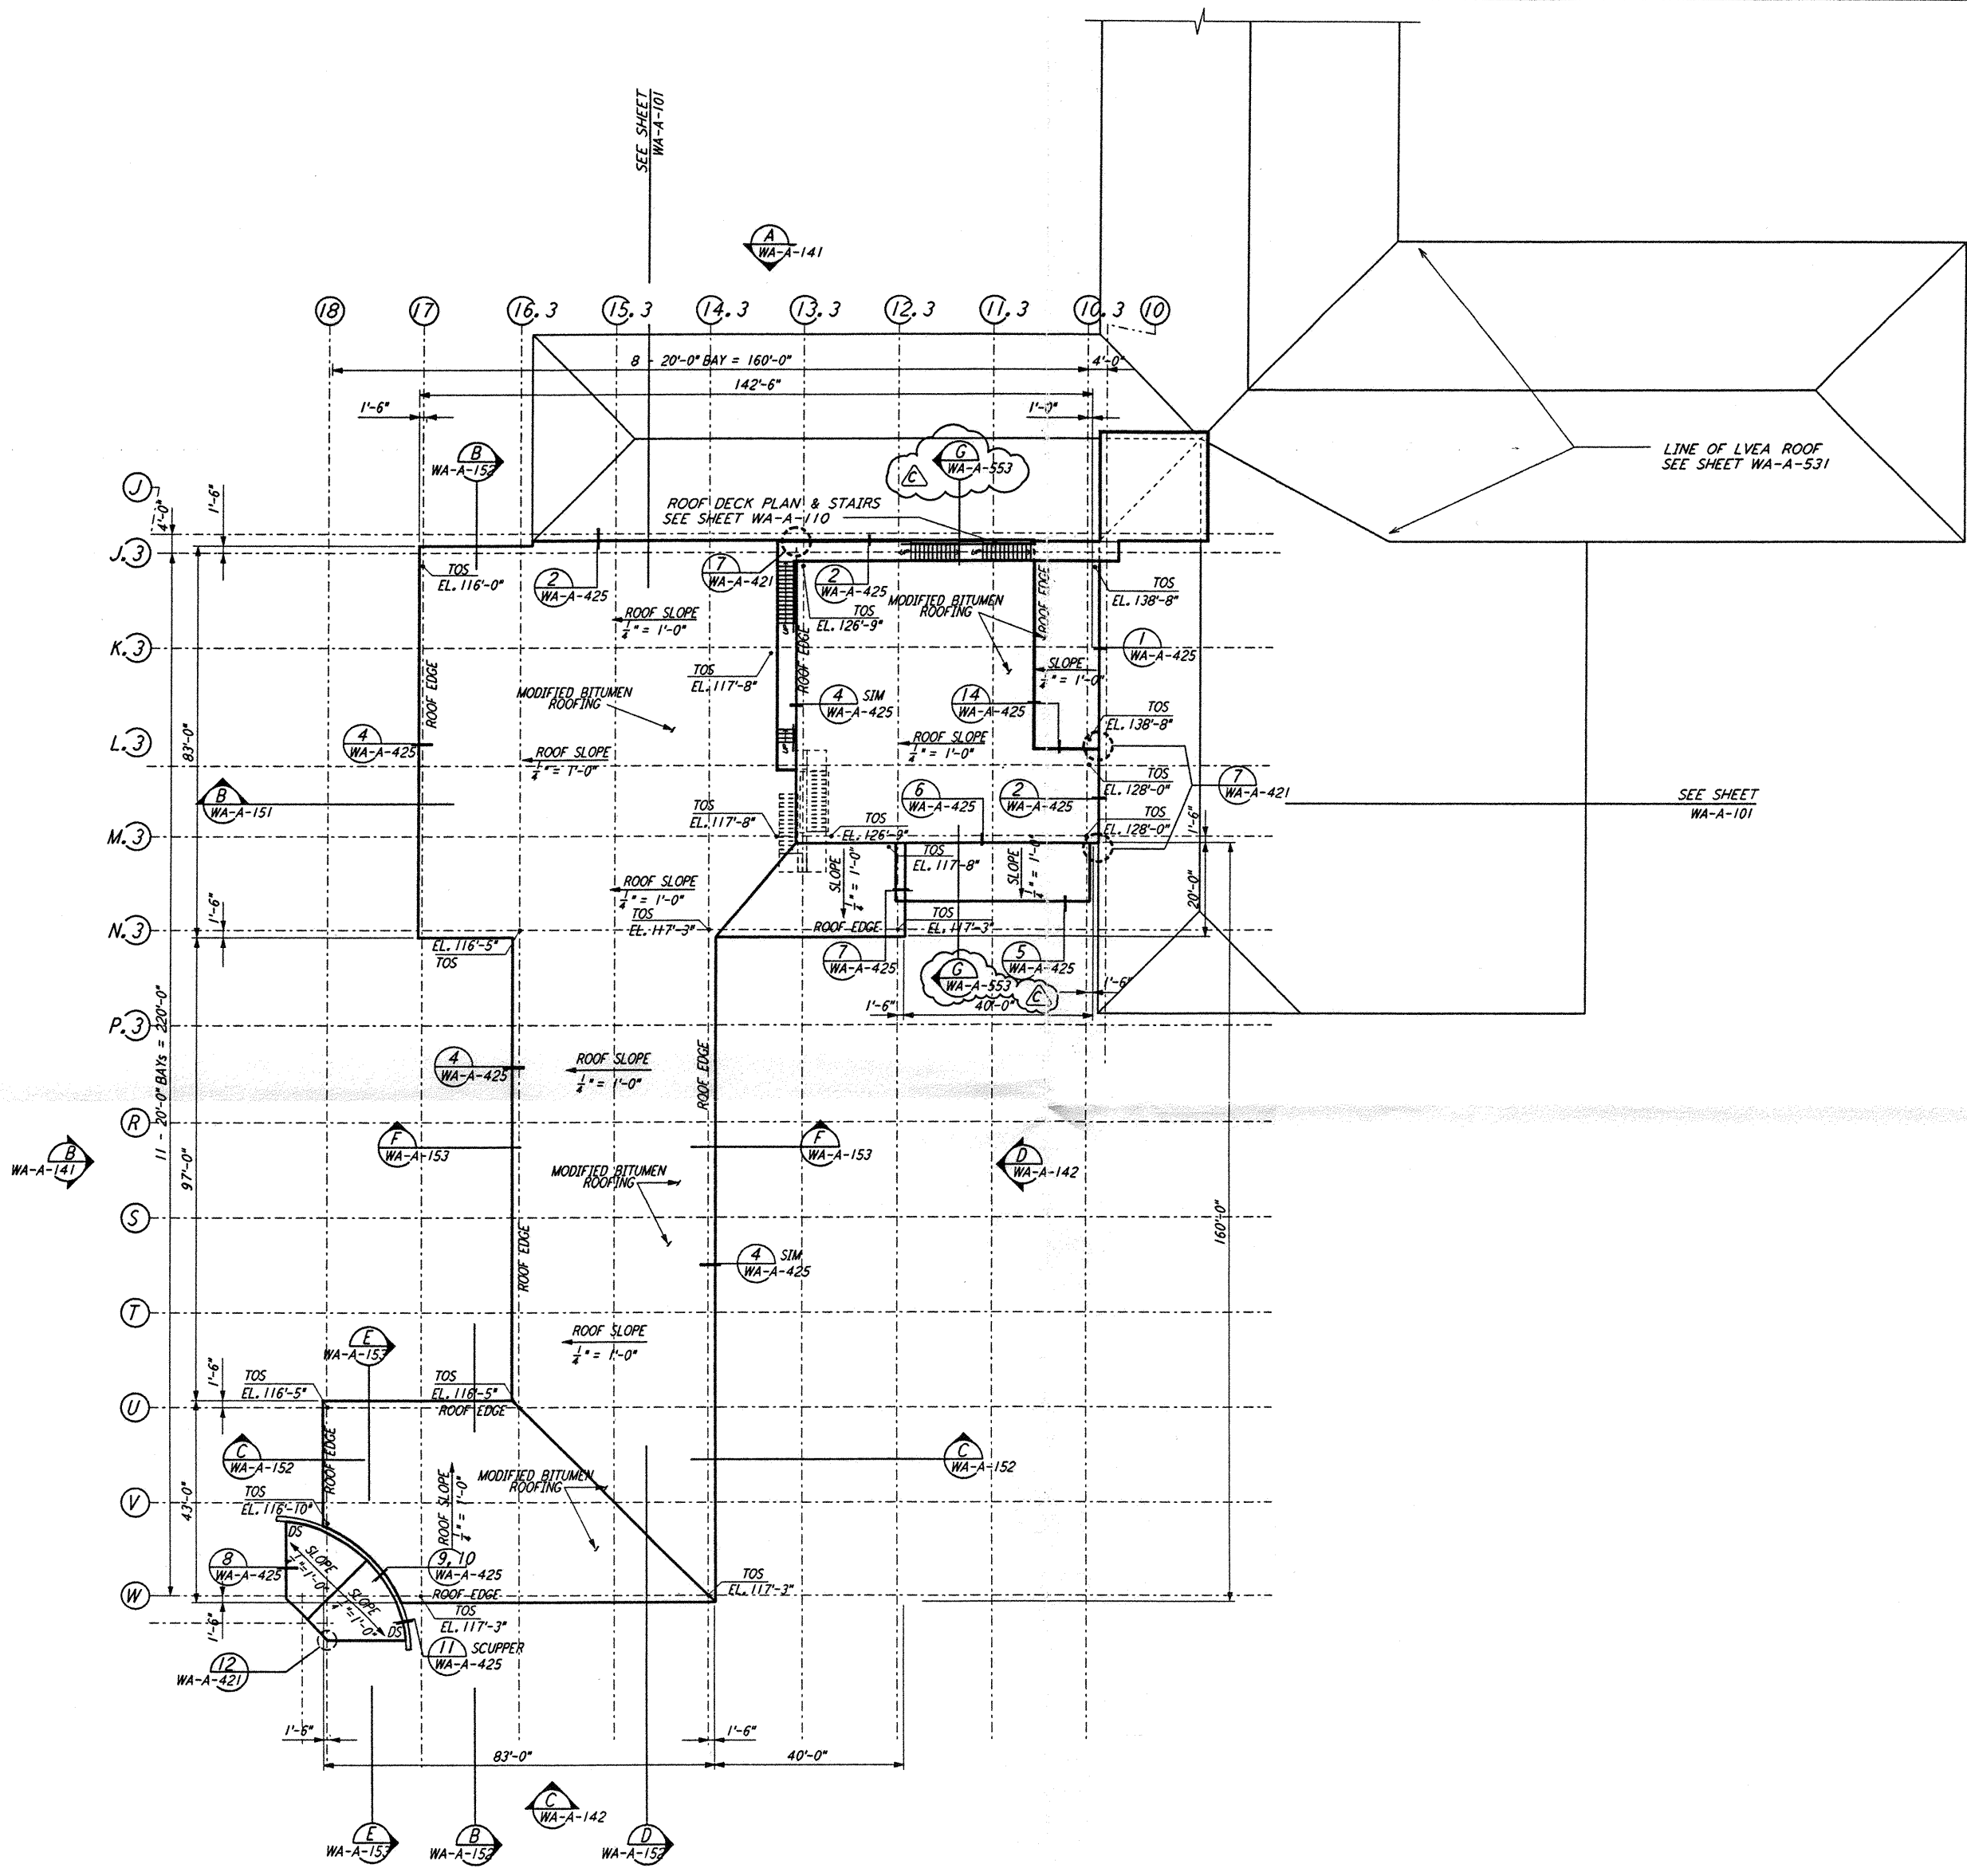 SEE SHEET
WA-A-101
A
WA-A-141
18
17
16.3
15.3
14.3
13.3
12.3
11.3
10.3
10
8 - 20'-0" BAY = 160'-0"
4'-0"
142'-6"
1'-6"
1'-0"
B
WA-A-152
G
WA-A-553
C
LINE OF LVEA ROOF
SEE SHEET WA-A-531
J
4'-0"
1'-6"
ROOF DECK PLAN & STAIRS
SEE SHEET WA-A-110
J.3
TOS
EL. 116'-0"
2
WA-A-425
7
WA-A-421
2
WA-A-425
MODIFIED BITUMEN
ROOFING
ROOF EDGE
TOS
EL. 138'-8"
ROOF SLOPE
1/4" = 1'-0"
TOS
EL. 126'-9"
K.3
1
WA-A-425
ROOF EDGE
TOS
EL. 117'-8"
ROOF EDGE
SLOPE
1/4" = 1'-0"
MODIFIED BITUMEN
ROOFING
4 SIM
WA-A-425
14
WA-A-425
TOS
EL. 138'-8"
L.3
83'-0"
4
WA-A-425
ROOF SLOPE
1/4" = 1'-0"
ROOF SLOPE
1/4" = 1'-0"
TOS
EL. 128'-0"
7
WA-A-421
B
WA-A-151
6
WA-A-425
2
WA-A-425
SEE SHEET
WA-A-101
TOS
EL. 117'-8"
TOS
EL. 126'-9"
TOS
EL. 128'-0"
1'-6"
M.3
TOS
EL. 117'-8"
SLOPE
1/4" = 1'-0"
SLOPE
1/4" = 1'-0"
20'-0"
ROOF SLOPE
1/4" = 1'-0"
1'-6"
N.3
TOS
EL. 117'-3"
ROOF EDGE
TOS
EL. 117'-3"
EL. 116'-5"
TOS
7
WA-A-425
G
WA-A-553
C
5
WA-A-425
1'-6"
1'-6"
40'-0"
P.3
11 - 20'-0" BAYs = 220'-0"
ROOF SLOPE
1/4" = 1'-0"
4
WA-A-425
ROOF EDGE
R
B
WA-A-141
97'-0"
F
WA-A-153
F
WA-A-153
D
WA-A-142
MODIFIED BITUMEN
ROOFING
S
160'-0"
ROOF EDGE
4 SIM
WA-A-425
T
ROOF SLOPE
1/4" = 1'-0"
E
WA-A-153
1'-6"
TOS
EL. 116'-5"
TOS
EL. 116'-5"
U
ROOF EDGE
ROOF EDGE
C
WA-A-152
C
WA-A-152
MODIFIED BITUMEN
ROOFING
ROOF SLOPE
1/4" = 1'-0"
V
43'-0"
TOS
EL. 116'-10"
DS
8
WA-A-425
SLOPE
1/4" = 1'-0"
SLOPE
1/4" = 1'-0"
DS
9, 10
WA-A-425
W
ROOF EDGE
TOS
EL. 117'-3"
TOS
EL. 117'-3"
1'-6"
11 SCUPPER
WA-A-425
12
WA-A-421
1'-6"
1'-6"
83'-0"
40'-0"
C
WA-A-142
E
WA-A-153
B
WA-A-152
D
WA-A-152